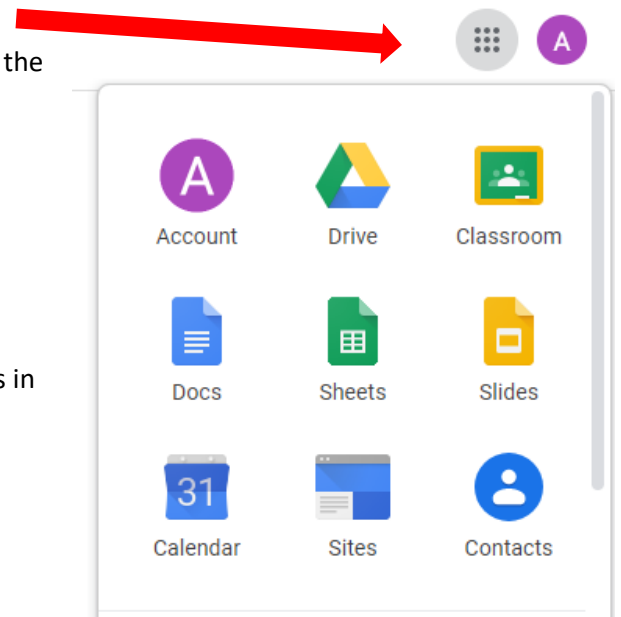 A
the
A
Account Drive Classroom
s in
Docs Sheets Slides
31
Calendar Sites Contacts